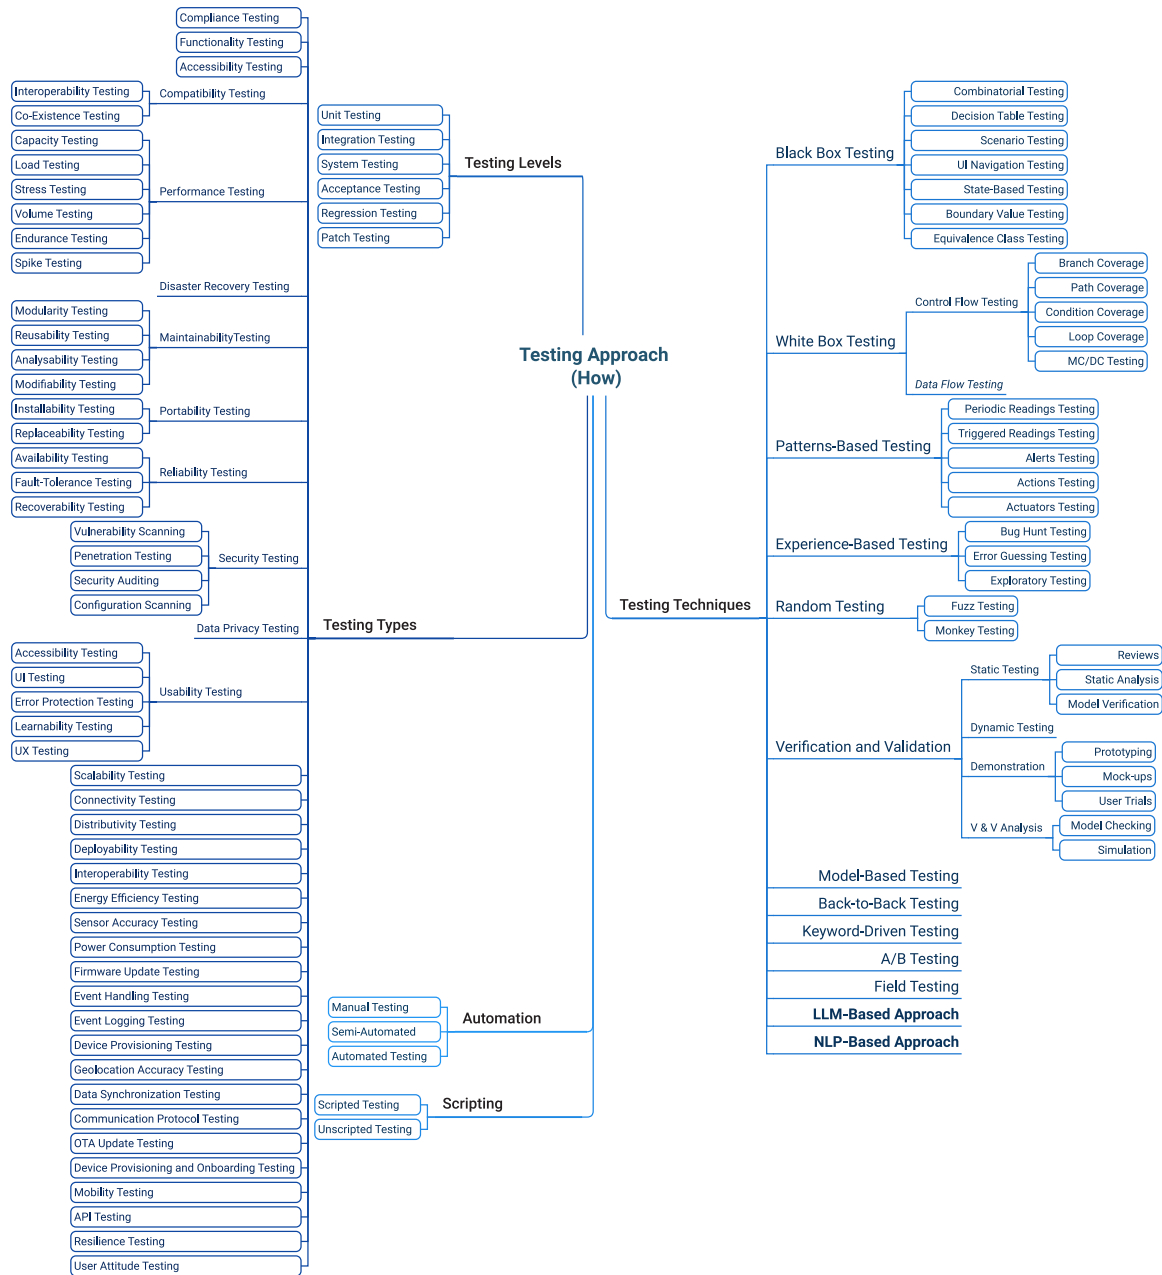 Testing Approach
(How)
Testing Levels
Unit Testing
Integration Testing
System Testing
Acceptance Testing
Regression Testing
Patch Testing
Testing Types
Compliance Testing
Functionality Testing
Accessibility Testing
Compatibility Testing
Interoperability Testing
Co-Existence Testing
Performance Testing
Capacity Testing
Load Testing
Stress Testing
Volume Testing
Endurance Testing
Spike Testing
Disaster Recovery Testing
MaintainabilityTesting
Modularity Testing
Reusability Testing
Analysability Testing
Modifiability Testing
Portability Testing
Installability Testing
Replaceability Testing
Reliability Testing
Availability Testing
Fault-Tolerance Testing
Recoverability Testing
Security Testing
Vulnerability Scanning
Penetration Testing
Security Auditing
Configuration Scanning
Data Privacy Testing
Usability Testing
Accessibility Testing
UI Testing
Error Protection Testing
Learnability Testing
UX Testing
Scalability Testing
Connectivity Testing
Distributivity Testing
Deployability Testing
Interoperability Testing
Energy Efficiency Testing
Sensor Accuracy Testing
Power Consumption Testing
Firmware Update Testing
Event Handling Testing
Event Logging Testing
Device Provisioning Testing
Geolocation Accuracy Testing
Data Synchronization Testing
Communication Protocol Testing
OTA Update Testing
Device Provisioning and Onboarding Testing
Mobility Testing
API Testing
Resilience Testing
User Attitude Testing
Automation
Manual Testing
Semi-Automated
Automated Testing
Scripting
Scripted Testing
Unscripted Testing
Testing Techniques
Black Box Testing
Combinatorial Testing
Decision Table Testing
Scenario Testing
UI Navigation Testing
State-Based Testing
Boundary Value Testing
Equivalence Class Testing
White Box Testing
Control Flow Testing
Branch Coverage
Path Coverage
Condition Coverage
Loop Coverage
MC/DC Testing
Data Flow Testing
Patterns-Based Testing
Periodic Readings Testing
Triggered Readings Testing
Alerts Testing
Actions Testing
Actuators Testing
Experience-Based Testing
Bug Hunt Testing
Error Guessing Testing
Exploratory Testing
Random Testing
Fuzz Testing
Monkey Testing
Verification and Validation
Static Testing
Reviews
Static Analysis
Model Verification
Dynamic Testing
Demonstration
Prototyping
Mock-ups
User Trials
V & V Analysis
Model Checking
Simulation
Model-Based Testing
Back-to-Back Testing
Keyword-Driven Testing
A/B Testing
Field Testing
LLM-Based Approach
NLP-Based Approach